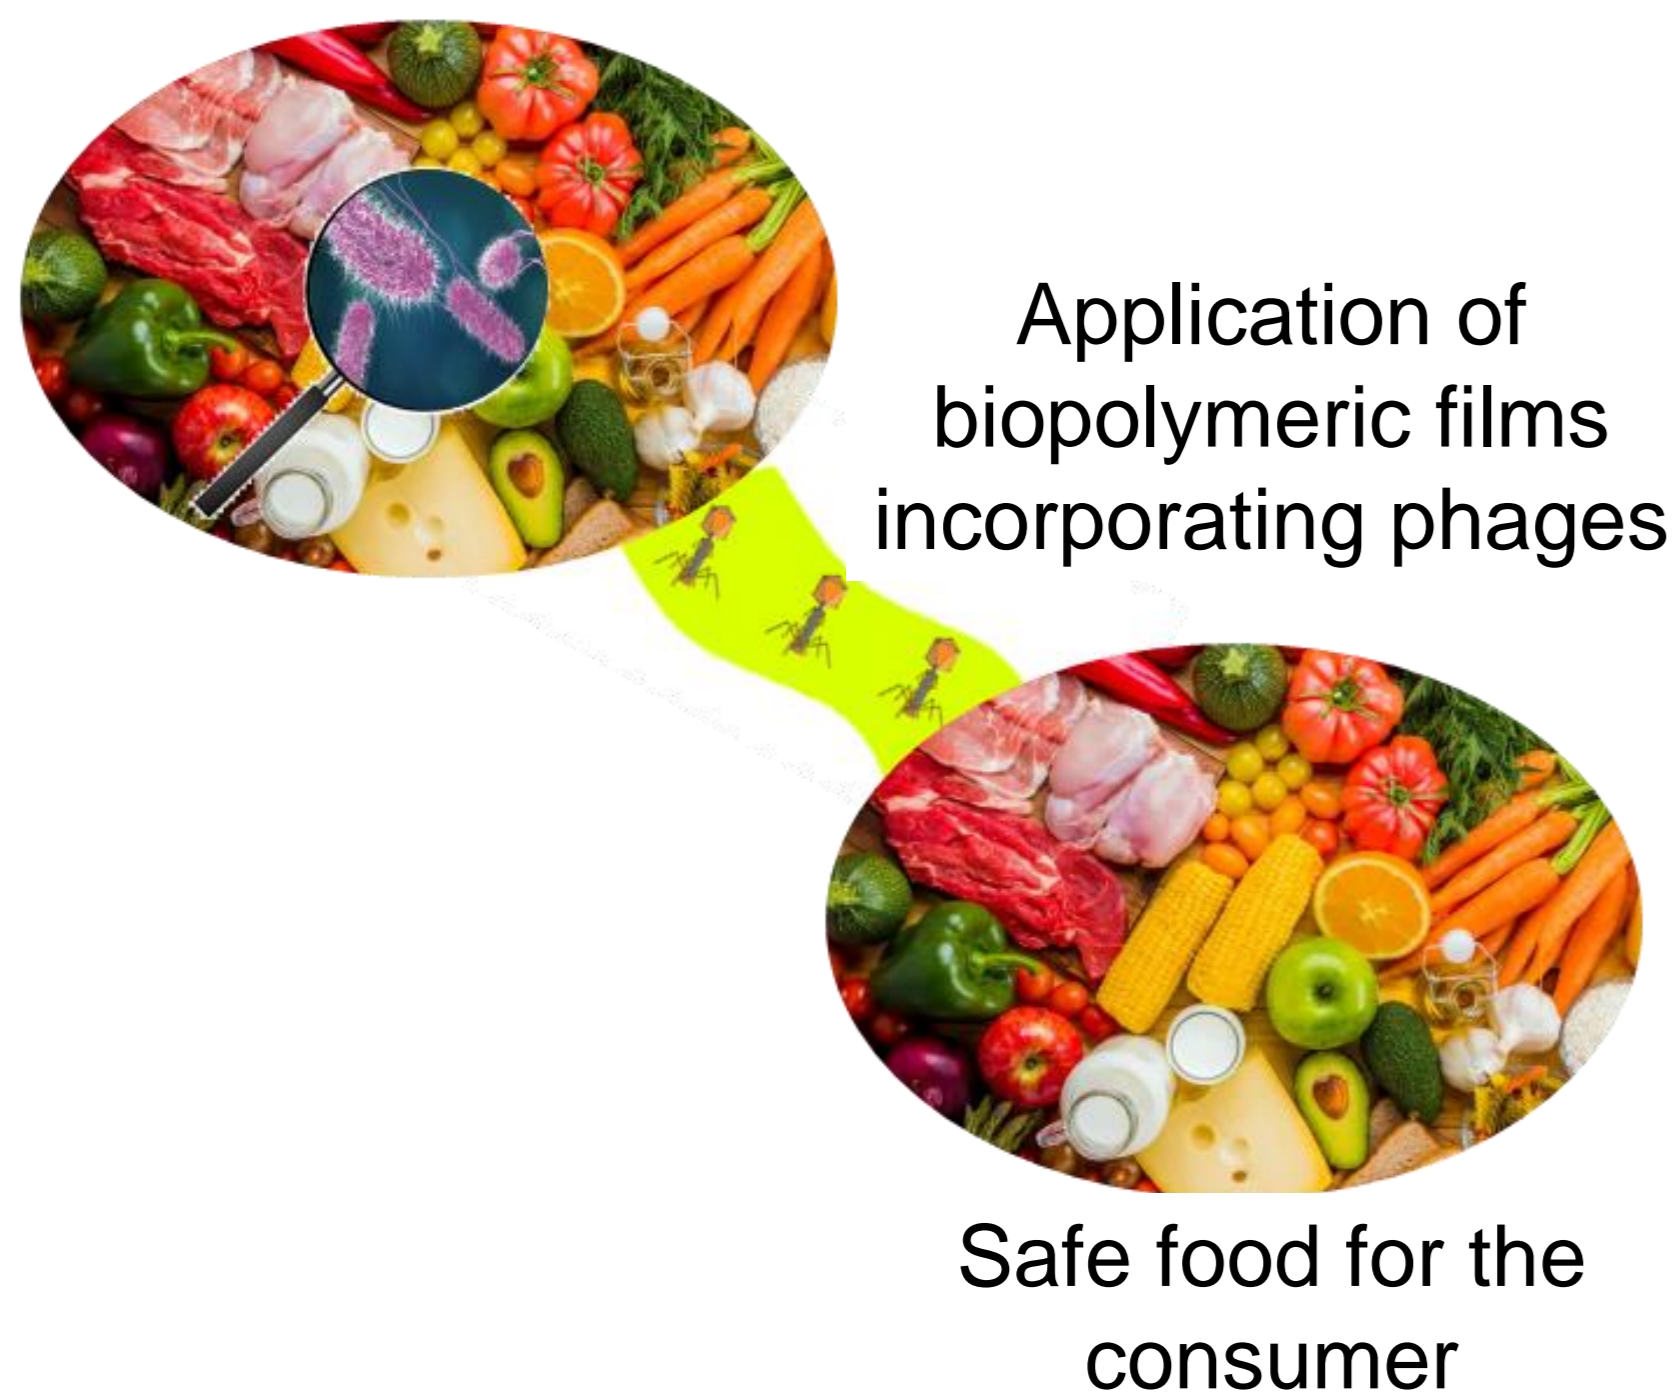 Application of
biopolymeric films
incorporating phages
Safe food for the
consumer